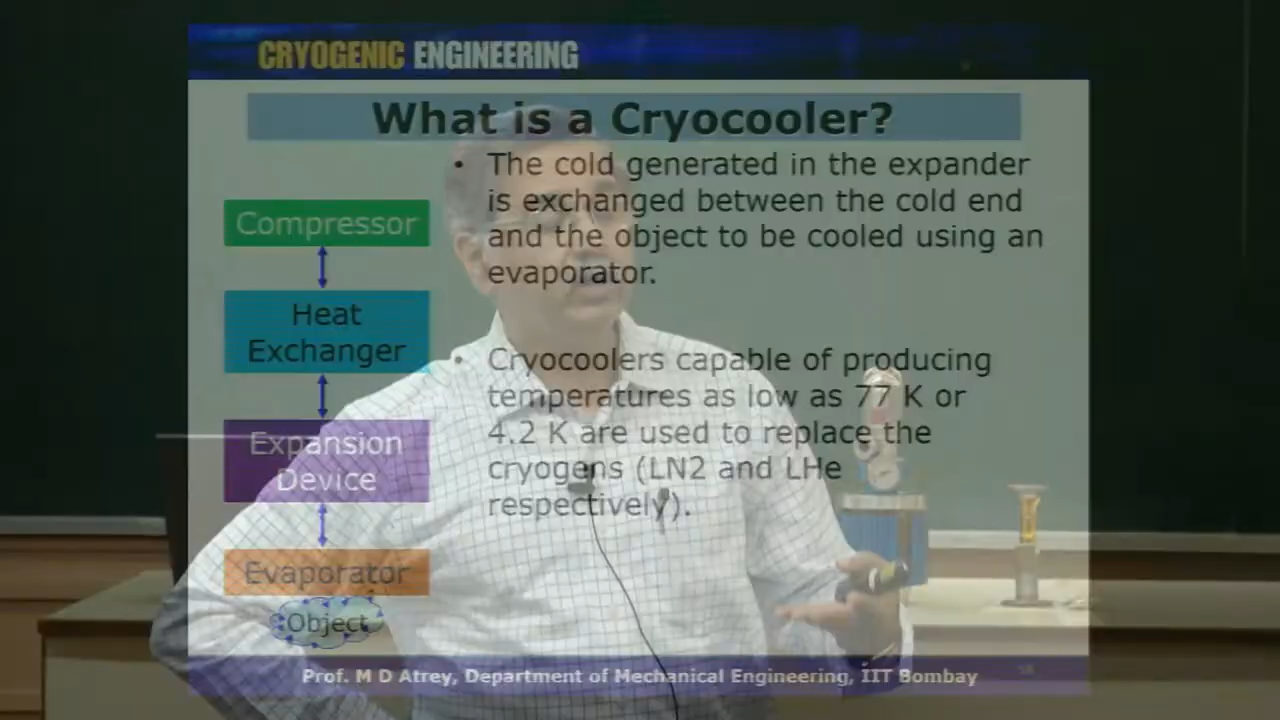 CRYOGENIC ENGINEERING
What is a Cryocooler?
Compressor
Heat
Exchanger
Expansion
Device
Evaporator
Object
• The cold generated in the expander
is exchanged between the cold end
and the object to be cooled using an
evaporator.
• Cryocoolers capable of producing
temperatures as low as 77 K or
4.2 K are used to replace the
cryogens (LN2 and LHe
respectively).
Prof. M D Atrey, Department of Mechanical Engineering, IIT Bombay